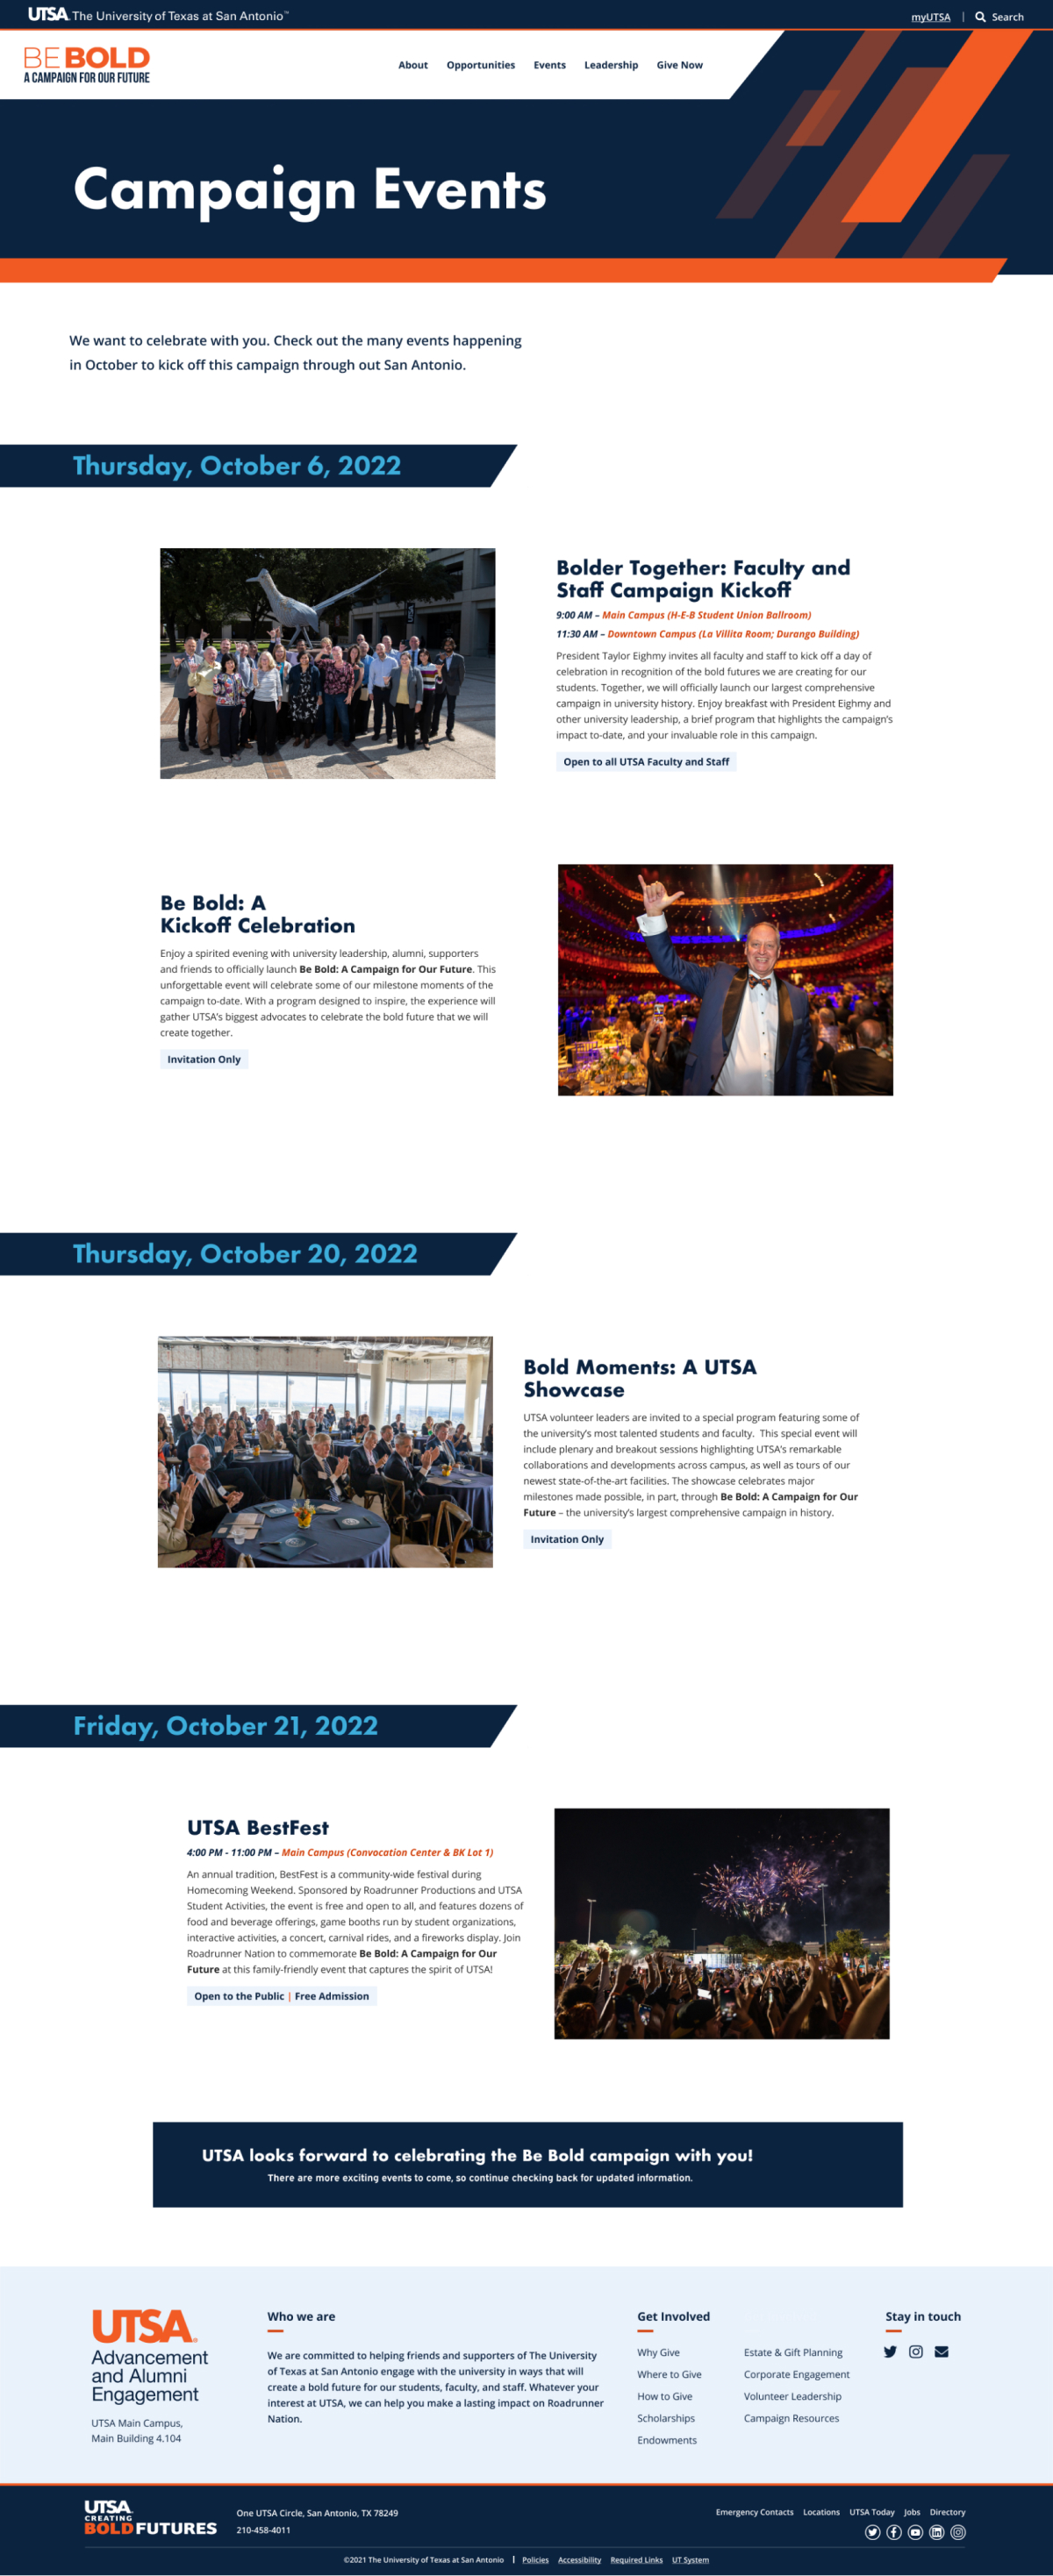 UTSA The University of Texas at San Antonio™
myUTSA | Search
BE BOLD
A CAMPAIGN FOR OUR FUTURE
About Opportunities Events Leadership Give Now
Campaign Events
We want to celebrate with you. Check out the many events happening
in October to kick off this campaign through out San Antonio.
Thursday, October 6, 2022
Bolder Together: Faculty and
Staff Campaign Kickoff
9:00 AM – Main Campus (H-E-B Student Union Ballroom)
11:30 AM – Downtown Campus (La Villita Room; Durango Building)
President Taylor Eighmy invites all faculty and staff to kick off a day of
celebration in recognition of the bold futures we are creating for our
students. Together, we will officially launch our largest comprehensive
campaign in university history. Enjoy breakfast with President Eighmy and
other university leadership, a brief program that highlights the campaign's
impact to-date, and your invaluable role in this campaign.
Open to all UTSA Faculty and Staff
Be Bold: A
Kickoff Celebration
Enjoy a spirited evening with university leadership, alumni, supporters
and friends to officially launch Be Bold: A Campaign for Our Future. This
unforgettable event will celebrate some of our milestone moments of the
campaign to-date. With a program designed to inspire, the experience will
gather UTSA's biggest advocates to celebrate the bold future that we will
create together.
Invitation Only
Thursday, October 20, 2022
Bold Moments: A UTSA
Showcase
UTSA volunteer leaders are invited to a special program featuring some of
the university's most talented students and faculty. This special event will
include plenary and breakout sessions highlighting UTSA's remarkable
collaborations and developments across campus, as well as tours of our
newest state-of-the-art facilities. The showcase celebrates major
milestones made possible, in part, through Be Bold: A Campaign for Our
Future – the university's largest comprehensive campaign in history.
Invitation Only
Friday, October 21, 2022
UTSA BestFest
4:00 PM - 11:00 PM – Main Campus (Convocation Center & BK Lot 1)
An annual tradition, BestFest is a community-wide festival during
Homecoming Weekend. Sponsored by Roadrunner Productions and UTSA
Student Activities, the event is free and open to all, and features dozens of
food and beverage offerings, game booths run by student organizations,
interactive activities, a concert, carnival rides, and a fireworks display. Join
Roadrunner Nation to commemorate Be Bold: A Campaign for Our
Future at this family-friendly event that captures the spirit of UTSA!
Open to the Public | Free Admission
UTSA looks forward to celebrating the Be Bold campaign with you!
There are more exciting events to come, so continue checking back for updated information.
UTSA.
Advancement
and Alumni
Engagement
UTSA Main Campus,
Main Building 4.104
Who we are
We are committed to helping friends and supporters of The University
of Texas at San Antonio engage with the university in ways that will
create a bold future for our students, faculty, and staff. Whatever your
interest at UTSA, we can help you make a lasting impact on Roadrunner
Nation.
Get Involved
Why Give
Where to Give
How to Give
Scholarships
Endowments
Estate & Gift Planning
Corporate Engagement
Volunteer Leadership
Campaign Resources
Stay in touch
UTSA.
CREATING
BOLD FUTURES
One UTSA Circle, San Antonio, TX 78249
210-458-4011
Emergency Contacts Locations UTSA Today Jobs Directory
©2021 The University of Texas at San Antonio | Policies Accessibility Required Links UT System